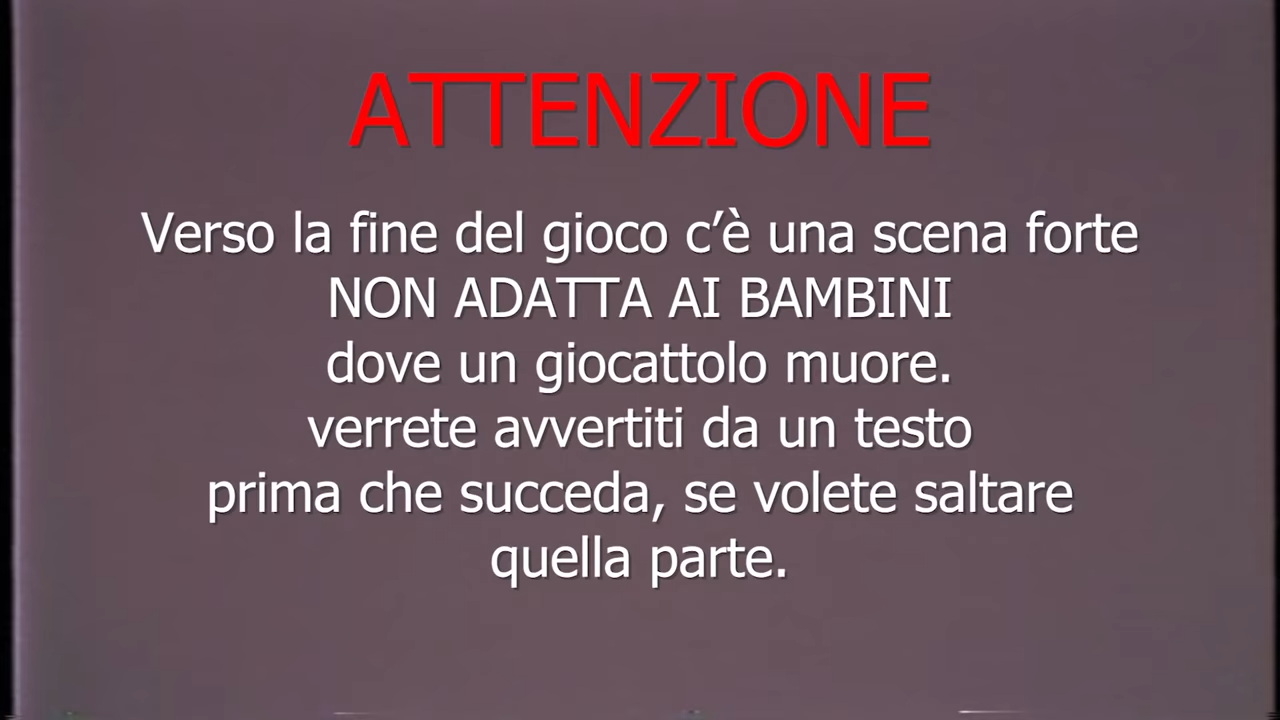 ATTENZIONE
Verso la fine del gioco c’è una scena forte
NON ADATTA AI BAMBINI
dove un giocattolo muore.
verrete avvertiti da un testo
prima che succeda, se volete saltare
quella parte.